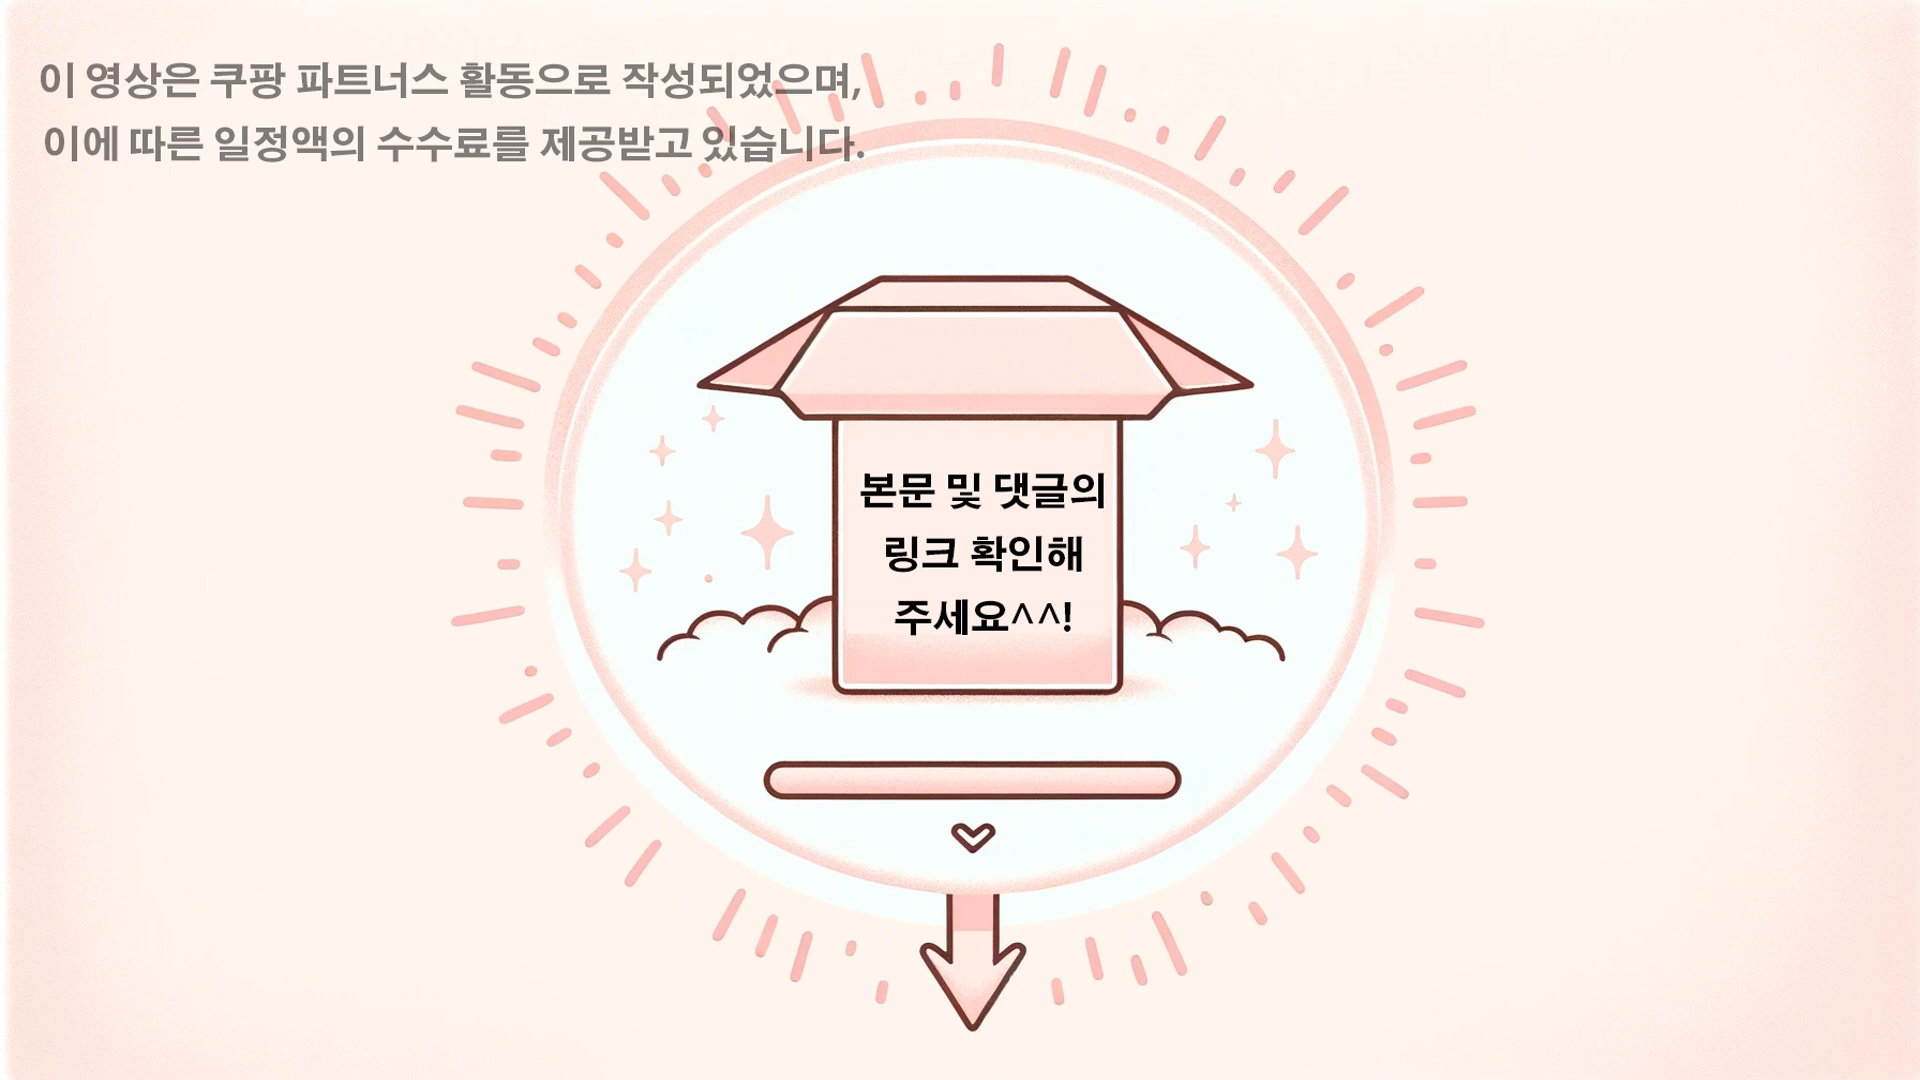 이 영상은 쿠팡 파트너스 활동으로 작성되었으며,
이에 따른 일정액의 수수료를 제공받고 있습니다.
본문 및 댓글의
링크 확인해
주세요^^!